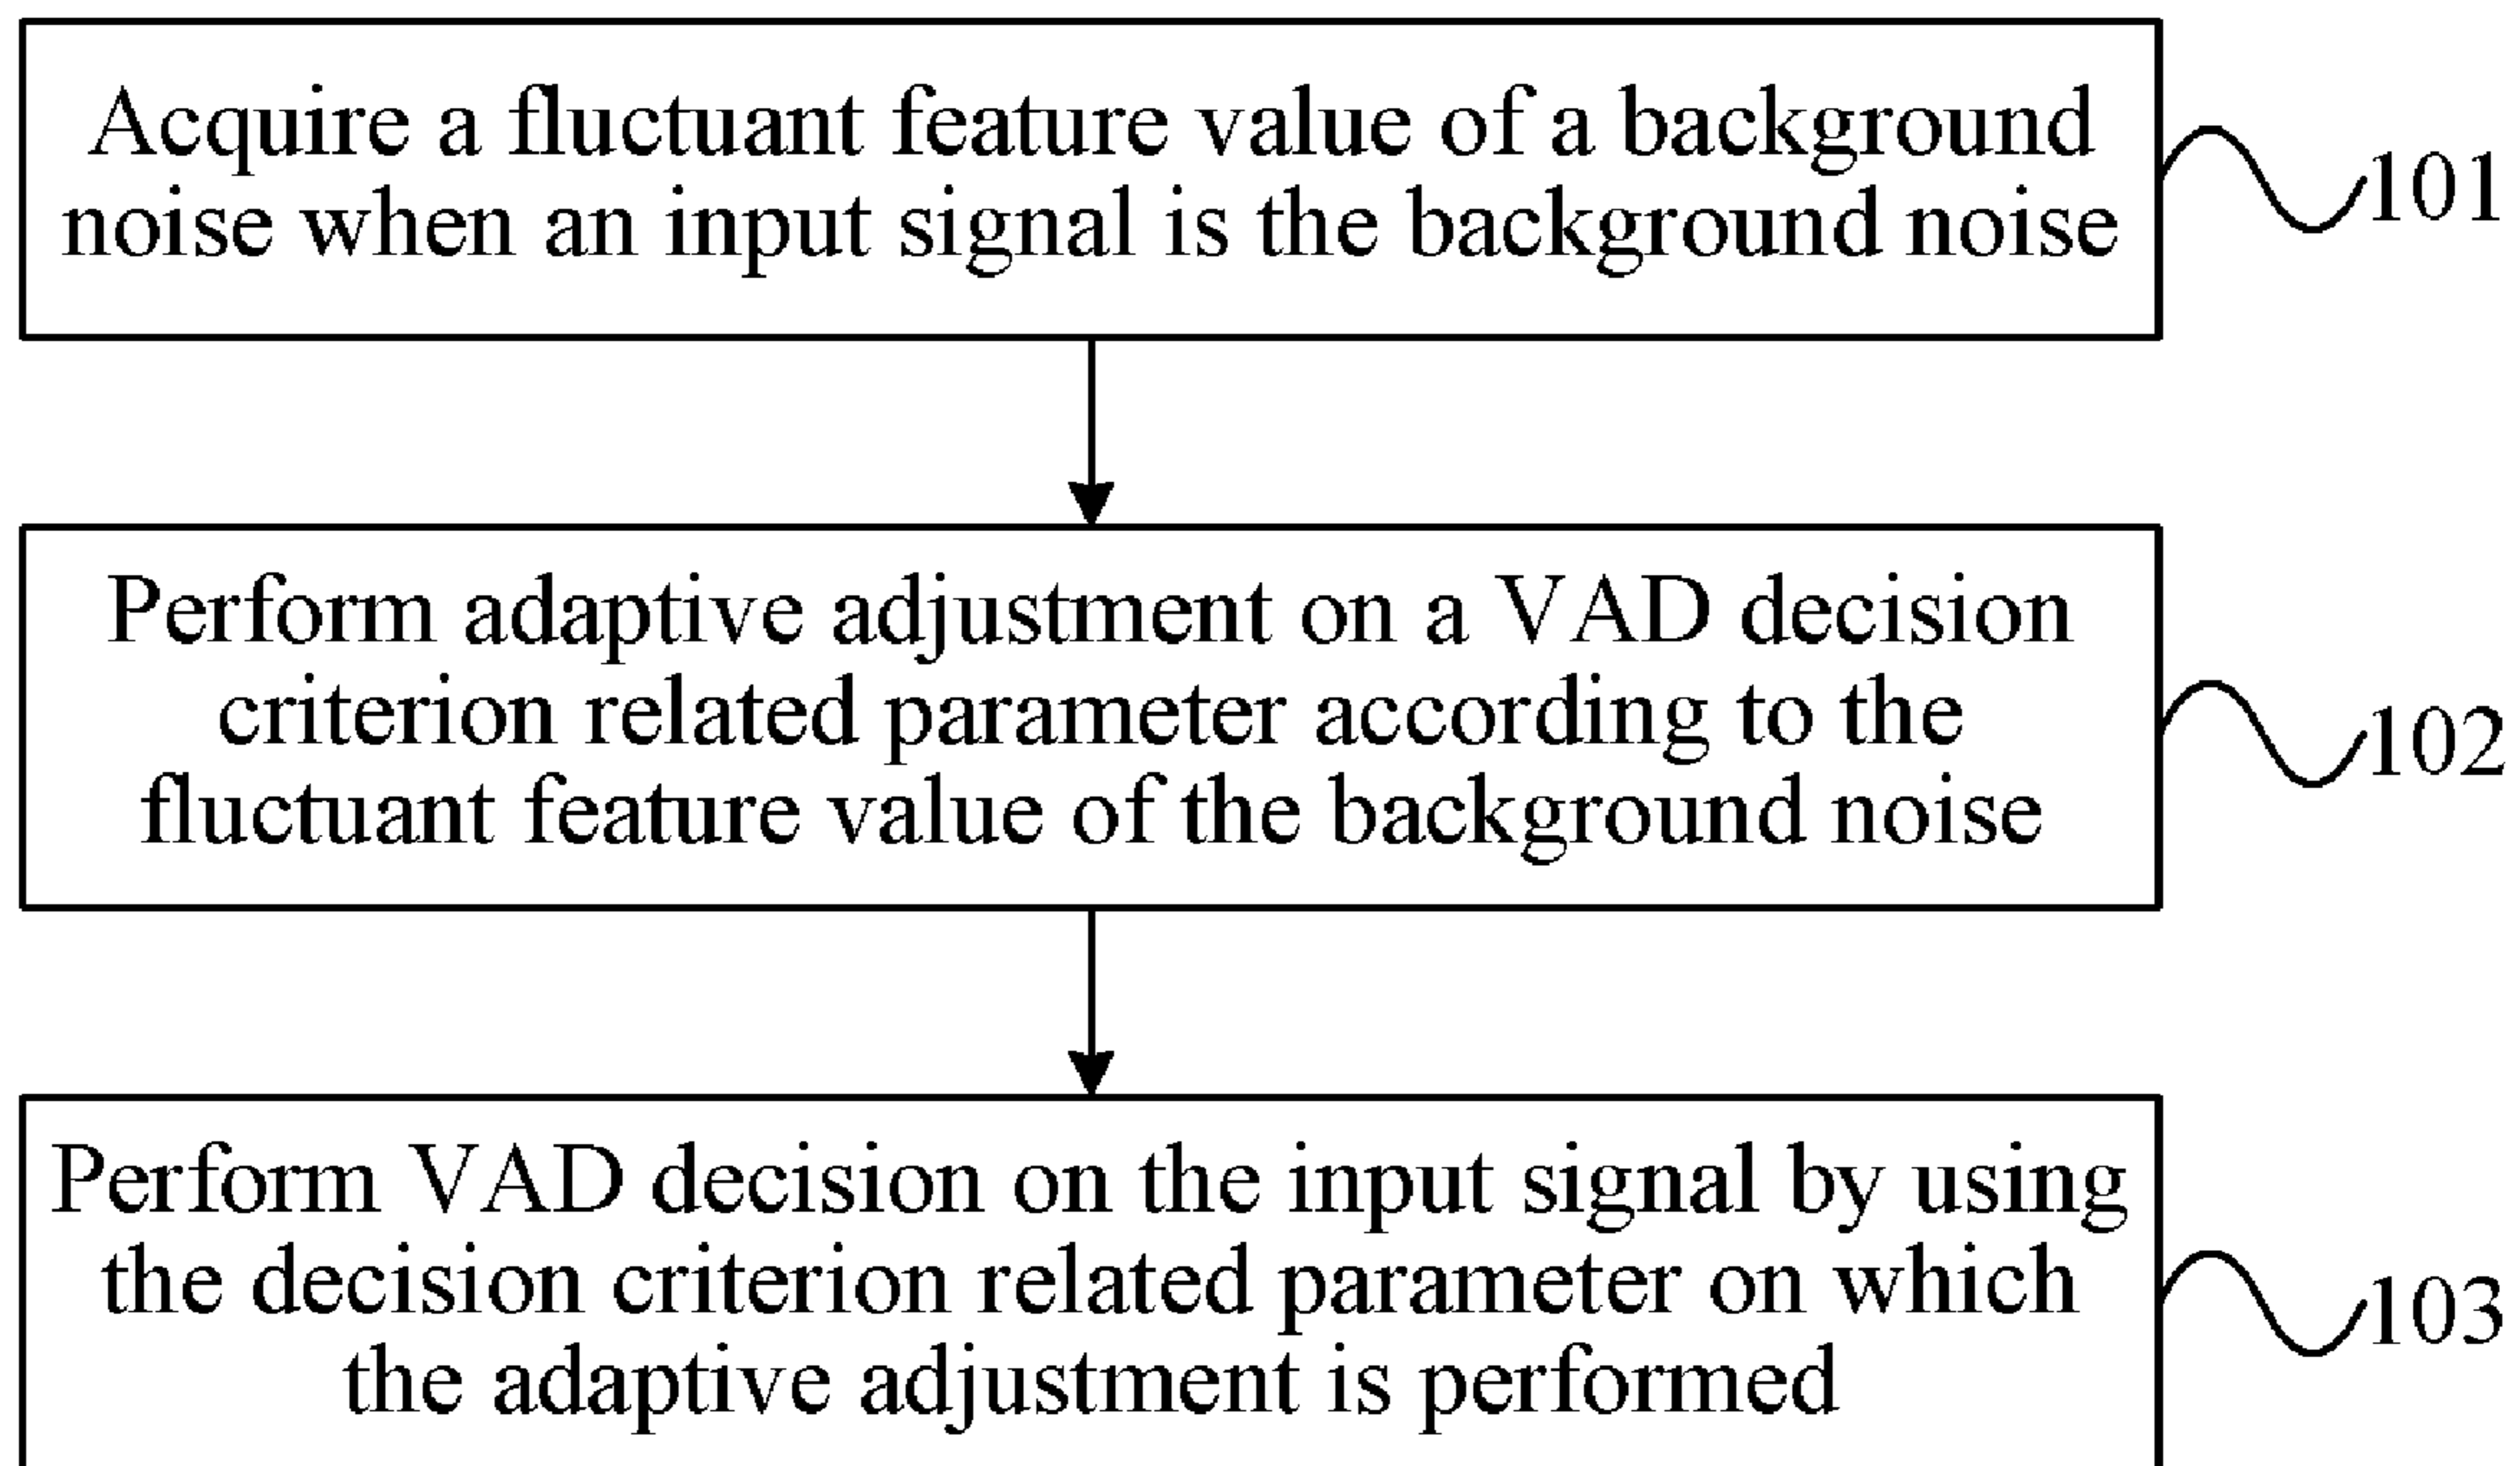 Acquire a fluctuant feature value of a background
noise when an input signal is the background noise
101
Perform adaptive adjustment on a VAD decision
criterion related parameter according to the
fluctuant feature value of the background noise
102
Perform VAD decision on the input signal by using
the decision criterion related parameter on which
the adaptive adjustment is performed
103